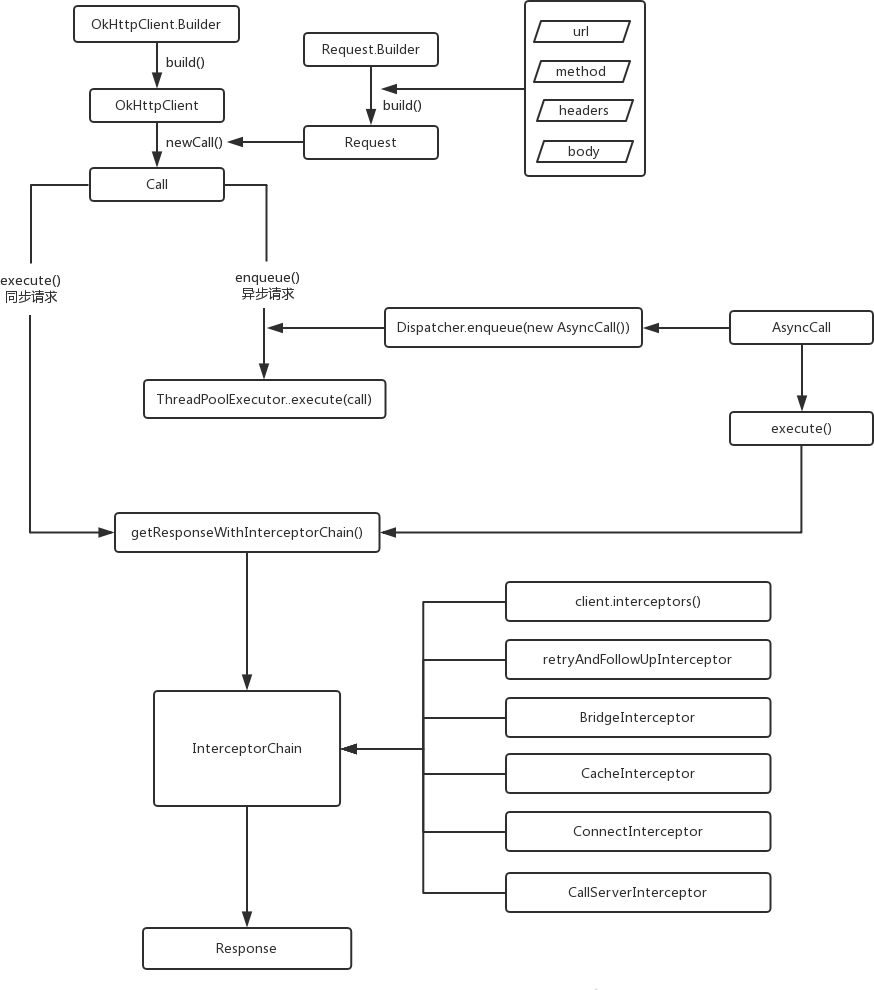 OkHttpClient.Builder
build()
OkHttpClient
newCall()
Call
Request.Builder
build()
Request
url
method
headers
body
execute()
同步请求
enqueue()
异步请求
Dispatcher.enqueue(new AsyncCall())
AsyncCall
ThreadPoolExecutor..execute(call)
execute()
getResponseWithInterceptorChain()
client.interceptors()
retryAndFollowUpInterceptor
BridgeInterceptor
InterceptorChain
CacheInterceptor
ConnectInterceptor
CallServerInterceptor
Response